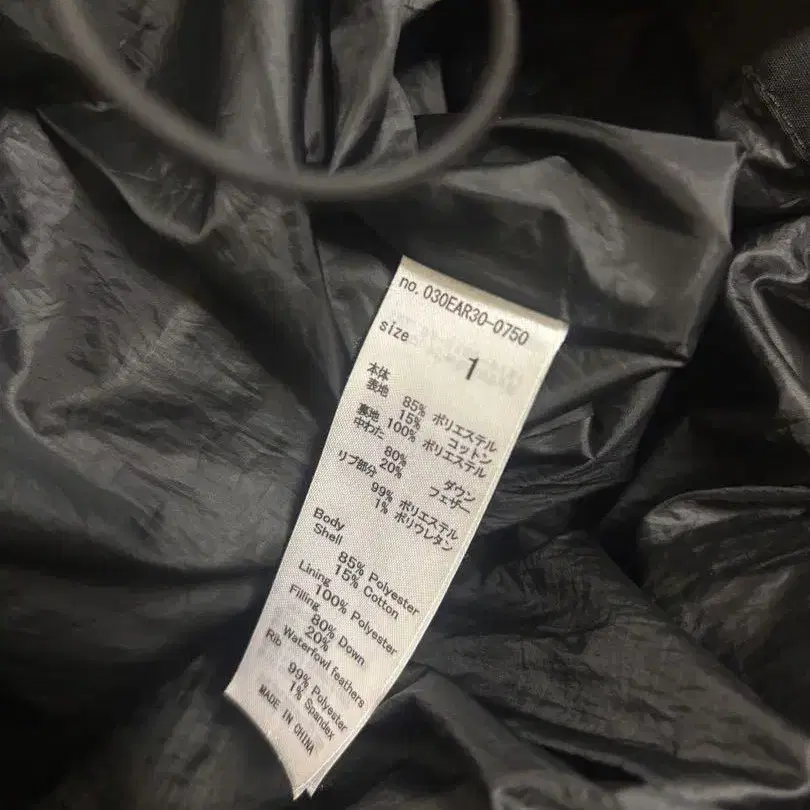 no. 030EAR30-0750
size 1
本体
表地 85% ポリエステル
15% コットン
裏地 100% ポリエステル
中わた 80% ダウン
20% フェザー
リブ部分 99% ポリエステル
1% ポリウレタン
Body
Shell
85% Polyester
15% Cotton
Lining
100% Polyester
Filling
80% Down
20%
Waterfowl feathers
Rib
99% Polyester
1% Spandex
MADE IN CHINA